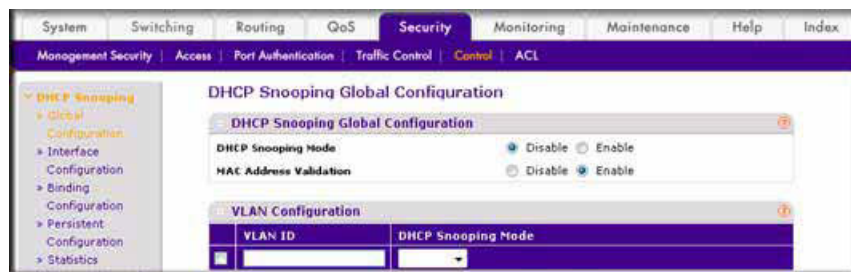 System Switching Routing QoS Security Monitoring Maintenance Help Index
Management Security Access Port Authentication Traffic Control Control ACL
DHCP Snooping
Global
Configuration
Interface
Configuration
Binding
Configuration
Persistent
Configuration
Statistics
DHCP Snooping Global Configuration
DHCP Snooping Global Configuration
DHCP Snooping Mode Disable Enable
MAC Address Validation Disable Enable
VLAN Configuration
VLAN ID DHCP Snooping Mode